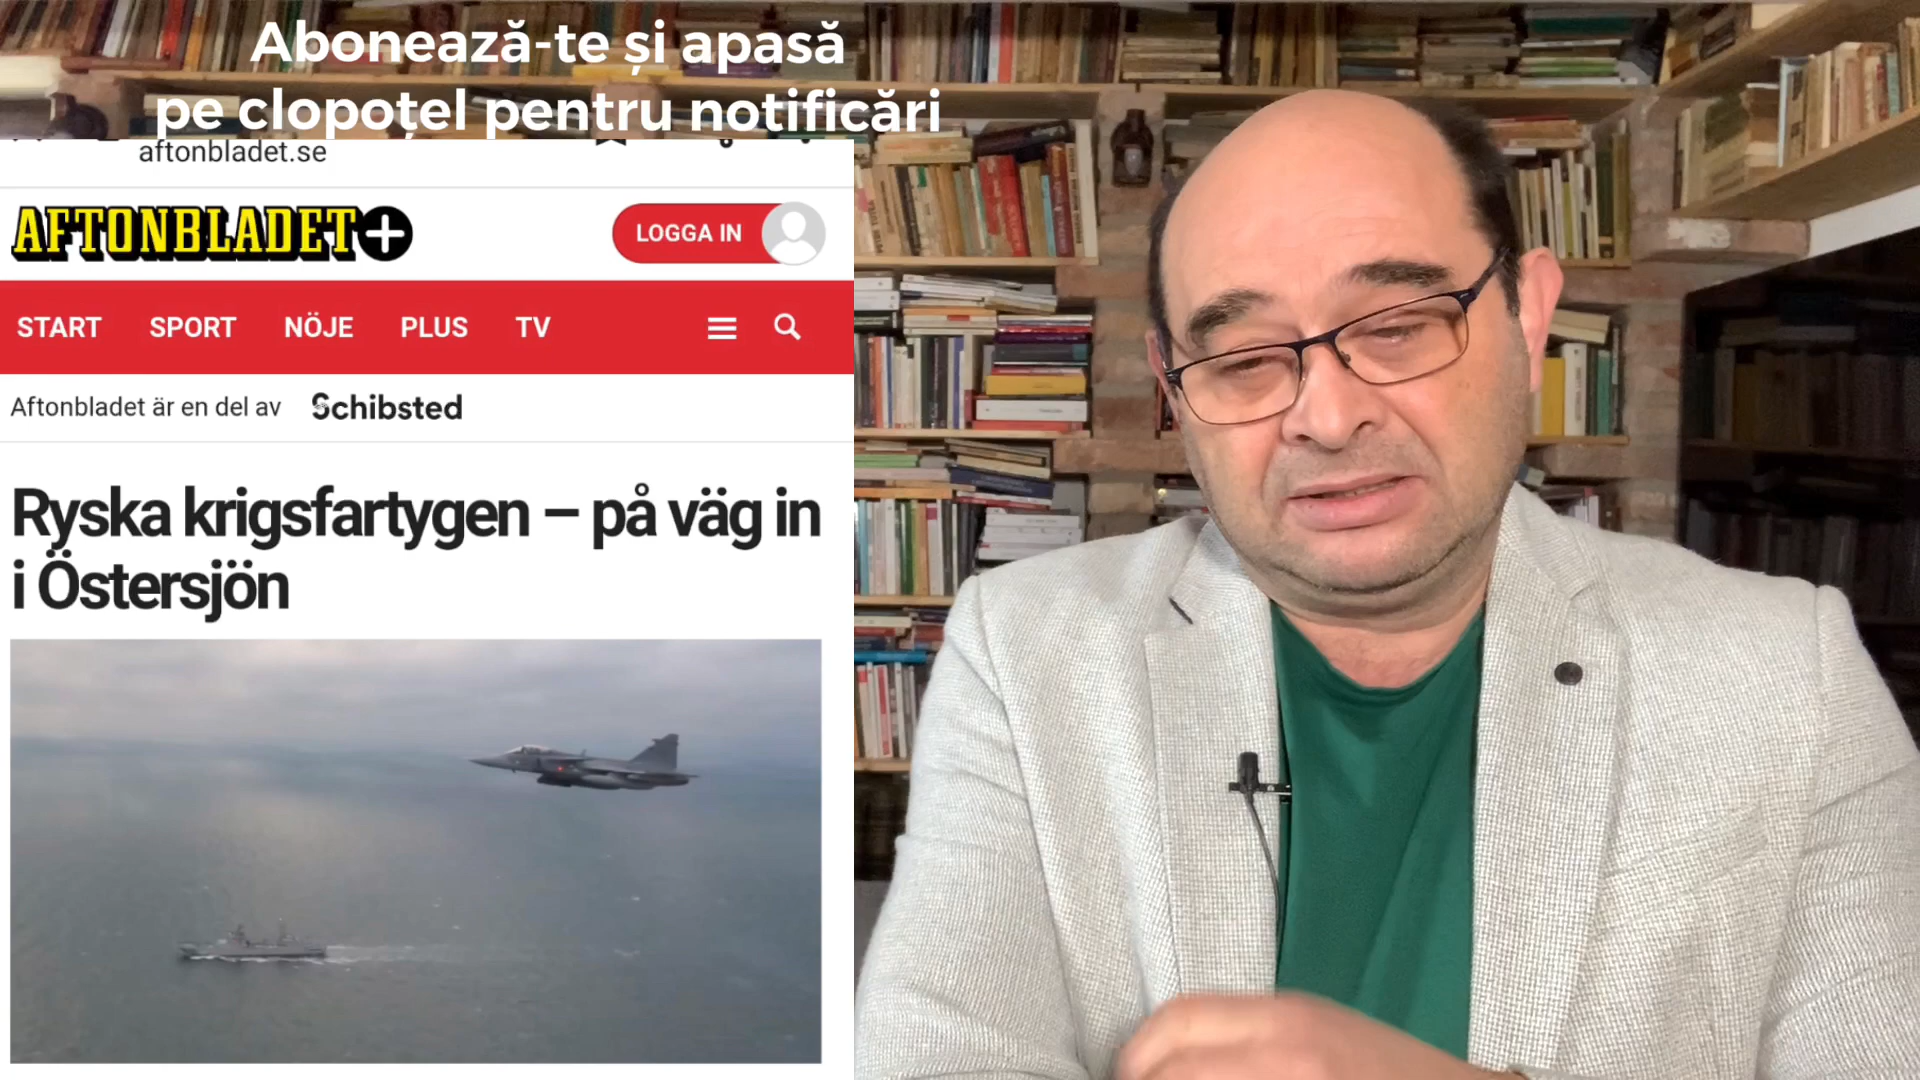 Abonează-te și apasă
pe clopoțel pentru notificări
aftonbladet.se
AFTONBLADET+
LOGGA IN
START SPORT NÖJE PLUS TV
Aftonbladet är en del av Schibsted
Ryska krigsfartygen – på väg in
i Östersjön